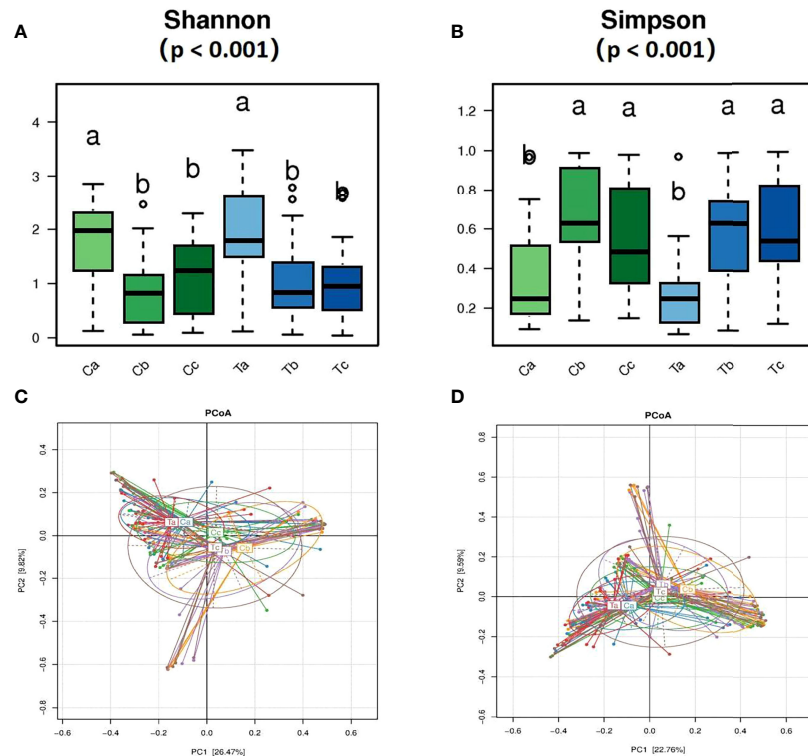 A
Shannon
(p < 0.001)
4
3
2
1
0
a
b
b
a
b
b
Ca
Cb
Cc
Ta
Tb
Tc
B
Simpson
(p < 0.001)
1.2
1.0
0.8
0.6
0.4
0.2
b
a
a
b
a
a
Ca
Cb
Cc
Ta
Tb
Tc
C
PCoA
PC2 [9.82%]
0.4
0.2
0.0
−0.2
−0.4
−0.6
−0.8
Ta
Ca
Cc
Tc
Tb
Cb
−0.6
−0.4
−0.2
0.0
0.2
0.4
0.6
PC1 [26.47%]
D
PCoA
PC2 [9.59%]
0.8
0.6
0.4
0.2
0.0
−0.2
−0.4
−0.6
Tb
Tc
Cb
Cc
Ta
Ca
−0.6
−0.4
−0.2
0.0
0.2
0.4
0.6
PC1 [22.76%]